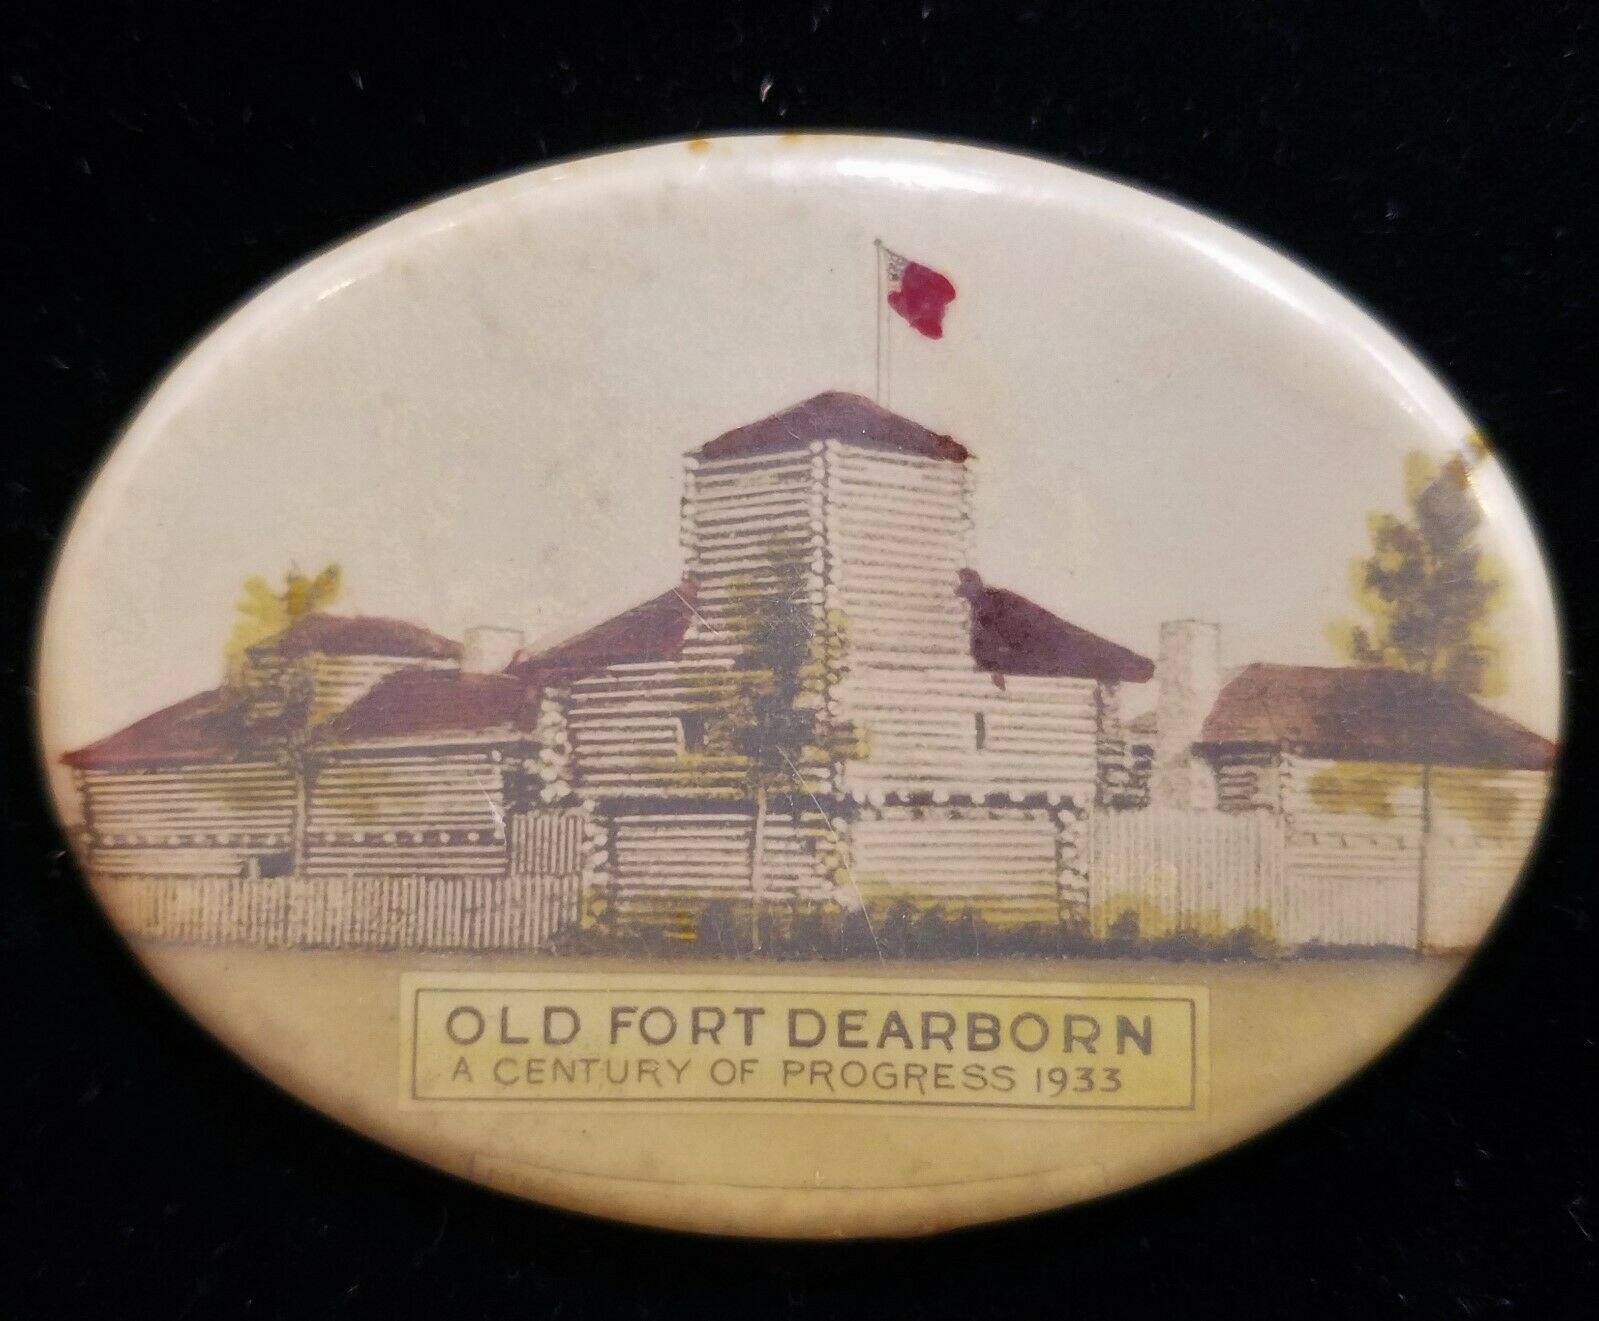 OLD FORT DEARBORN
A CENTURY OF PROGRESS 1933